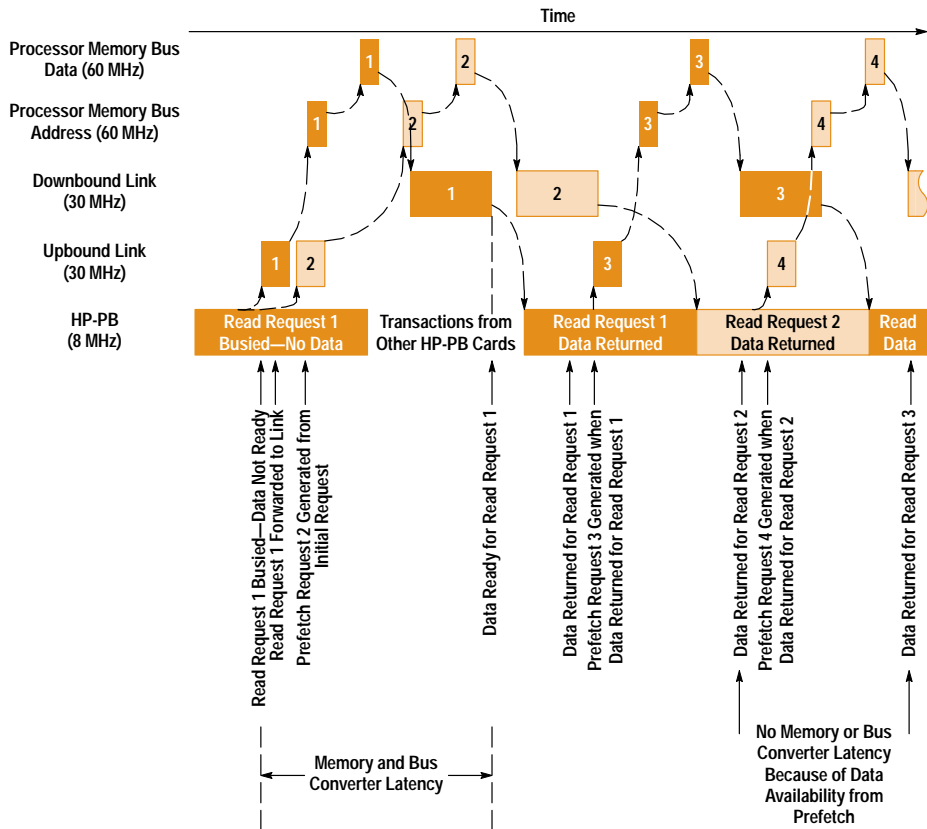 Time
Processor Memory Bus
Data (60 MHz)
1
2
3
4
Processor Memory Bus
Address (60 MHz)
1
2
3
4
Downbound Link
(30 MHz)
1
2
3
Upbound Link
(30 MHz)
1
2
3
4
HP-PB
(8 MHz)
Read Request 1
Busied—No Data
Transactions from
Other HP-PB Cards
Read Request 1
Data Returned
Read Request 2
Data Returned
Read
Data
Read Request 1 Busied—Data Not Ready
Read Request 1 Forwarded to Link
Prefetch Request 2 Generated from
Initial Request
Data Ready for Read Request 1
Data Returned for Read Request 1
Prefetch Request 3 Generated when
Data Returned for Read Request 1
Data Returned for Read Request 2
Prefetch Request 4 Generated when
Data Returned for Read Request 2
Data Returned for Read Request 3
Memory and Bus
Converter Latency
No Memory or Bus
Converter Latency
Because of Data
Availability from
Prefetch